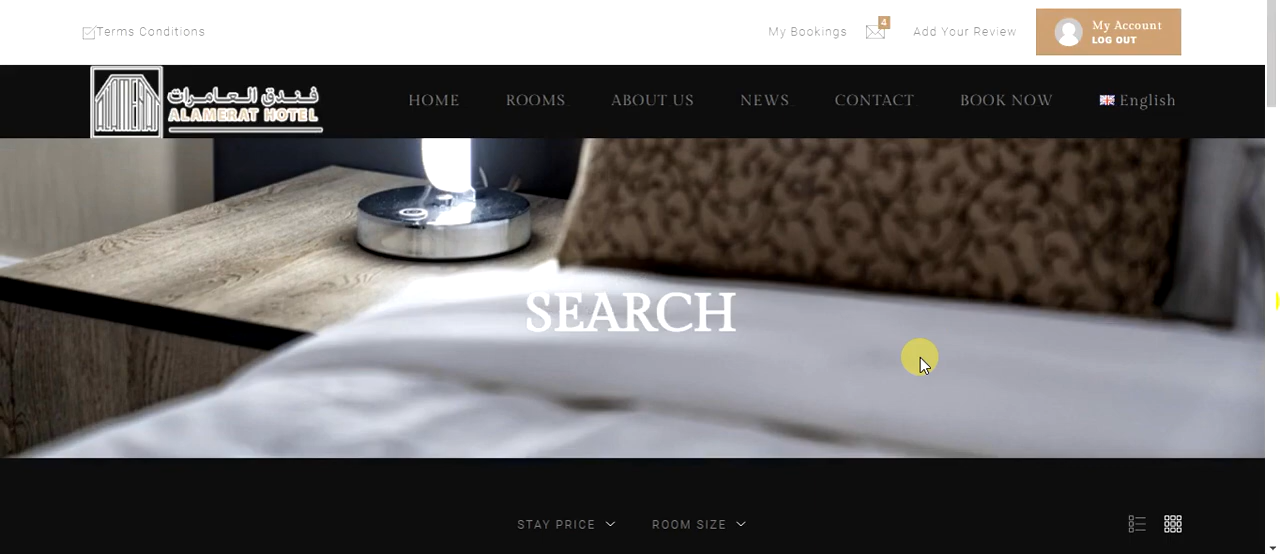 Terms Conditions
My Bookings
4
Add Your Review
My Account
LOG OUT
ALAMERAT
فندق العامرات
ALAMERAT HOTEL
HOME
ROOMS
ABOUT US
NEWS
CONTACT
BOOK NOW
English
SEARCH
STAY PRICE
ROOM SIZE